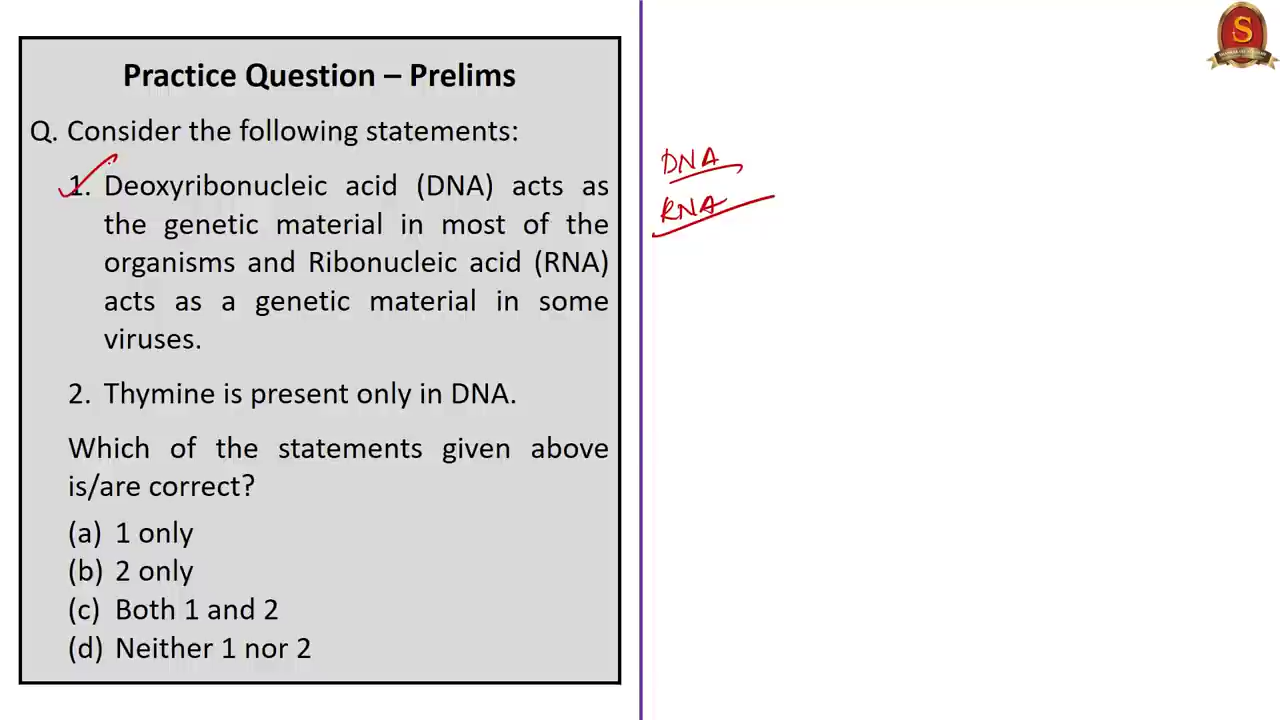 Practice Question – Prelims
Q. Consider the following statements:
1. Deoxyribonucleic acid (DNA) acts as
the genetic material in most of the
organisms and Ribonucleic acid (RNA)
acts as a genetic material in some
viruses.
2. Thymine is present only in DNA.
Which of the statements given above
is/are correct?
(a) 1 only
(b) 2 only
(c) Both 1 and 2
(d) Neither 1 nor 2
DNA
RNA
S